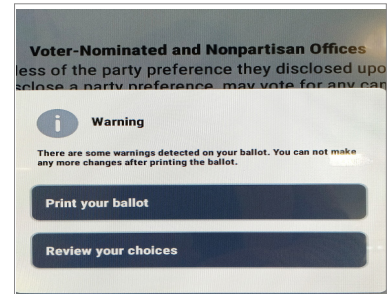 Voter-Nominated and Nonpartisan Offices
less of the party preference they disclosed upo
sclose a party preference, may vote for any can
Warning
There are some warnings detected on your ballot. You can not make
any more changes after printing the ballot.
Print your ballot
Review your choices